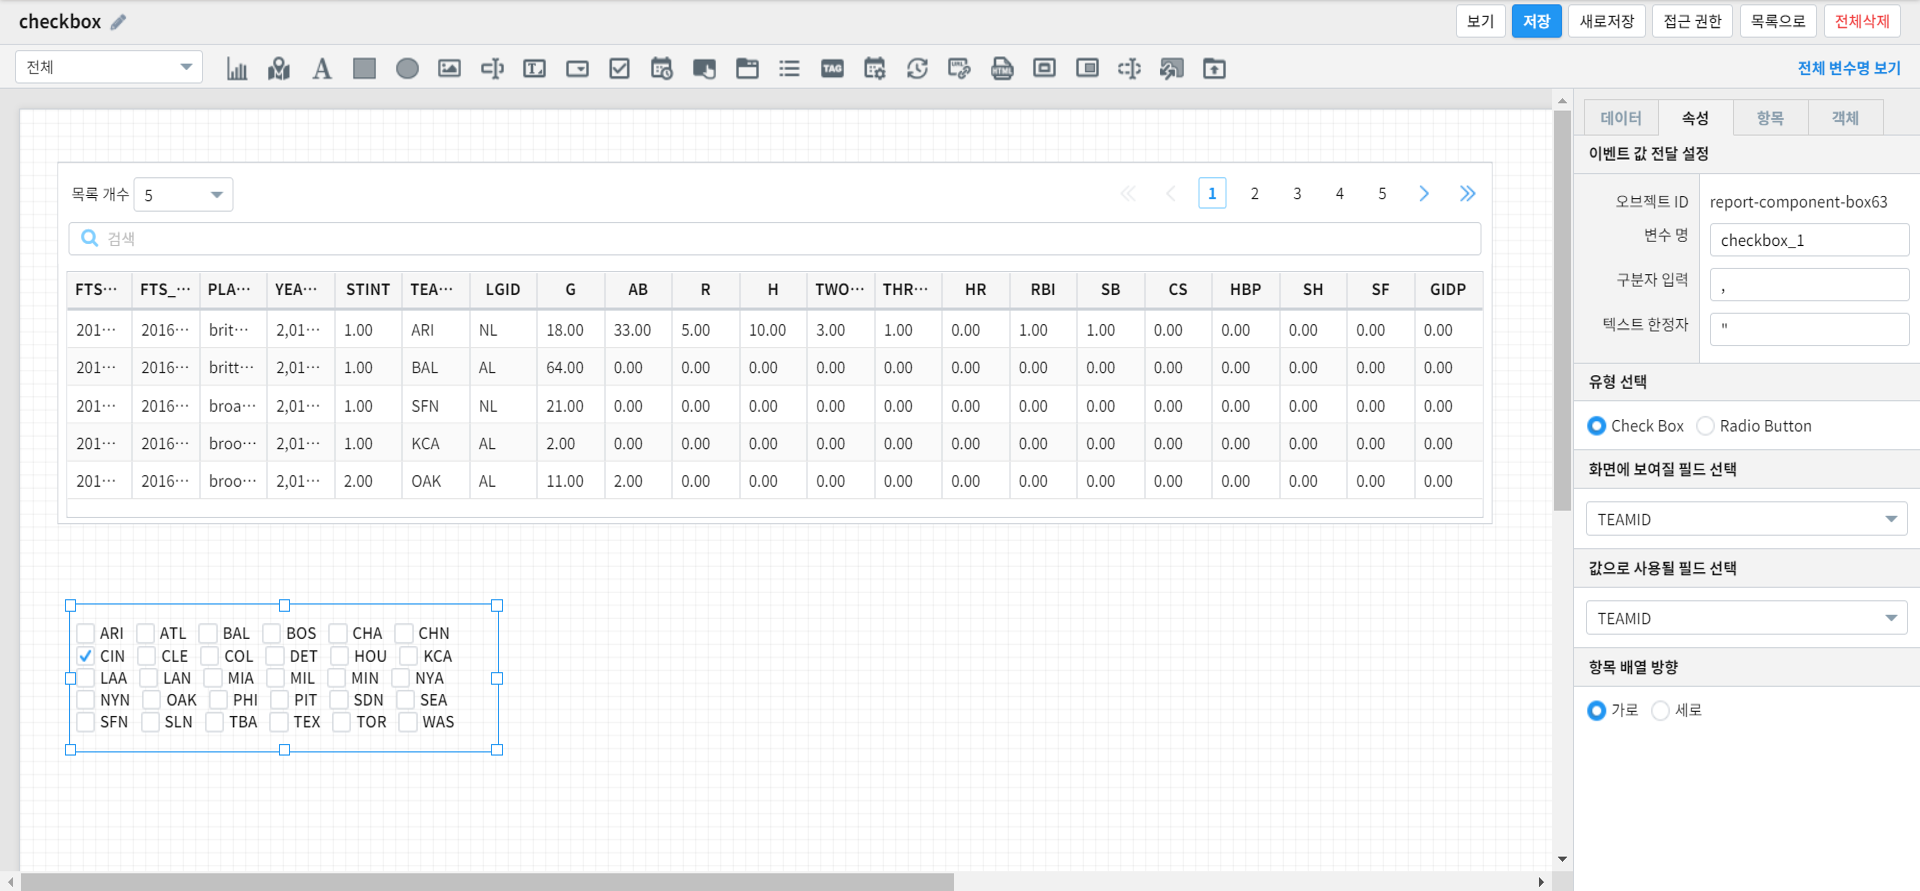 checkbox 보기 저장 새로저장 접근 권한 목록으로 전체삭제
전체 A T TAG URL HTML 전체 변수명 보기
데이터 속성 항목 객체
이벤트 값 전달 설정
목록 개수 5 1 2 3 4 5
검색
FTS··· FTS_··· PLA··· YEA··· STINT TEA··· LGID G AB R H TWO··· THR··· HR RBI SB CS HBP SH SF GIDP
201··· 2016··· brit··· 2,01··· 1.00 ARI NL 18.00 33.00 5.00 10.00 3.00 1.00 0.00 1.00 1.00 0.00 0.00 0.00 0.00 0.00
201··· 2016··· britt··· 2,01··· 1.00 BAL AL 64.00 0.00 0.00 0.00 0.00 0.00 0.00 0.00 0.00 0.00 0.00 0.00 0.00 0.00
201··· 2016··· broa··· 2,01··· 1.00 SFN NL 21.00 0.00 0.00 0.00 0.00 0.00 0.00 0.00 0.00 0.00 0.00 0.00 0.00 0.00
201··· 2016··· broo··· 2,01··· 1.00 KCA AL 2.00 0.00 0.00 0.00 0.00 0.00 0.00 0.00 0.00 0.00 0.00 0.00 0.00 0.00
201··· 2016··· broo··· 2,01··· 2.00 OAK AL 11.00 2.00 0.00 0.00 0.00 0.00 0.00 0.00 0.00 0.00 0.00 0.00 0.00 0.00
ARI ATL BAL BOS CHA CHN
CIN CLE COL DET HOU KCA
LAA LAN MIA MIL MIN NYA
NYN OAK PHI PIT SDN SEA
SFN SLN TBA TEX TOR WAS
오브젝트 ID report-component-box63
변수 명 checkbox_1
구분자 입력 ,
텍스트 한정자 "
유형 선택
Check Box Radio Button
화면에 보여질 필드 선택
TEAMID
값으로 사용될 필드 선택
TEAMID
항목 배열 방향
가로 세로